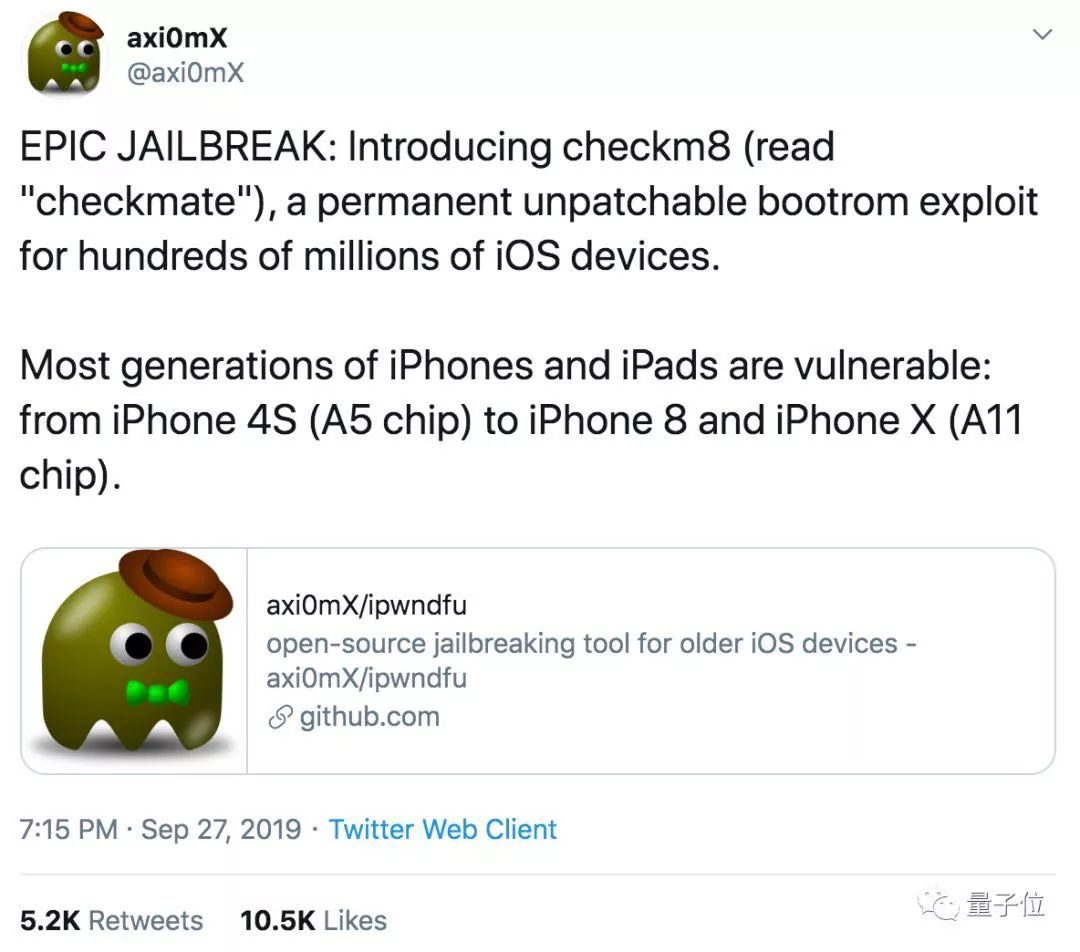 axi0mX
@axi0mX
EPIC JAILBREAK: Introducing checkm8 (read
"checkmate"), a permanent unpatchable bootrom exploit
for hundreds of millions of iOS devices.
Most generations of iPhones and iPads are vulnerable:
from iPhone 4S (A5 chip) to iPhone 8 and iPhone X (A11
chip).
axi0mX/ipwndfu
open-source jailbreaking tool for older iOS devices -
axi0mX/ipwndfu
github.com
7:15 PM · Sep 27, 2019 · Twitter Web Client
5.2K Retweets 10.5K Likes
量子位